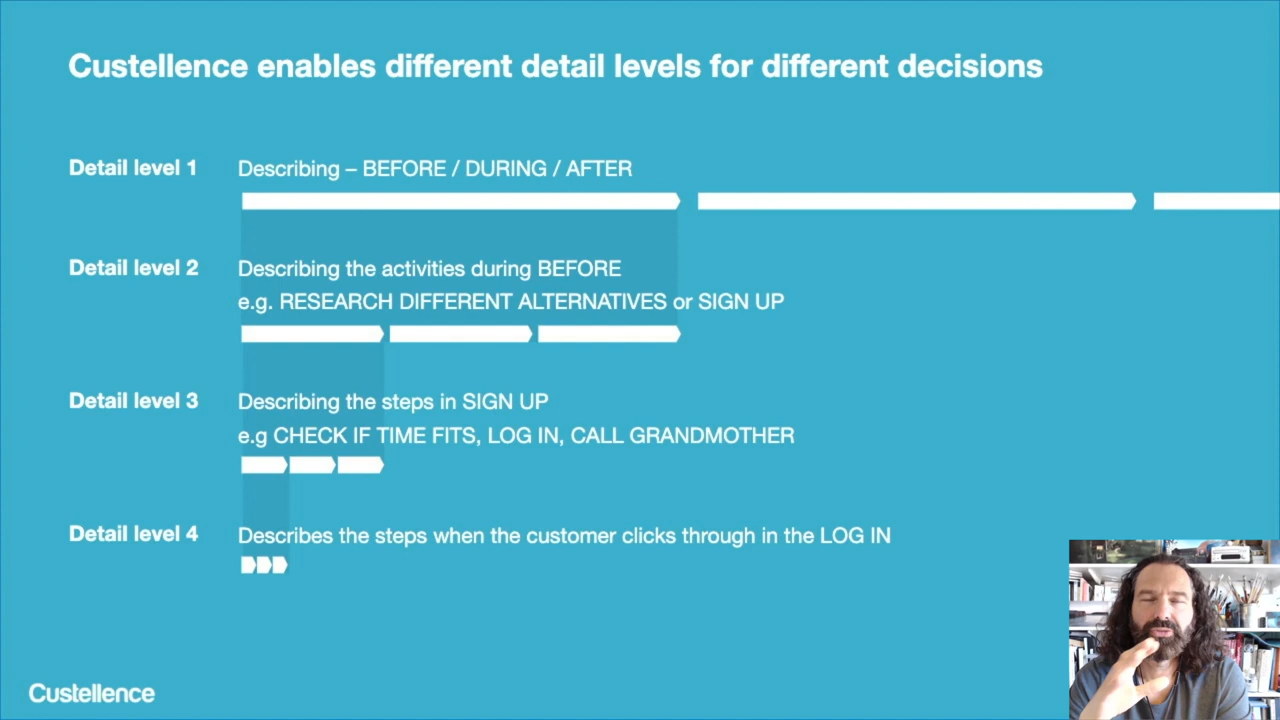 Custellence enables different detail levels for different decisions
Detail level 1
Describing – BEFORE / DURING / AFTER
Detail level 2
Describing the activities during BEFORE
e.g. RESEARCH DIFFERENT ALTERNATIVES or SIGN UP
Detail level 3
Describing the steps in SIGN UP
e.g CHECK IF TIME FITS, LOG IN, CALL GRANDMOTHER
Detail level 4
Describes the steps when the customer clicks through in the LOG IN
Custellence